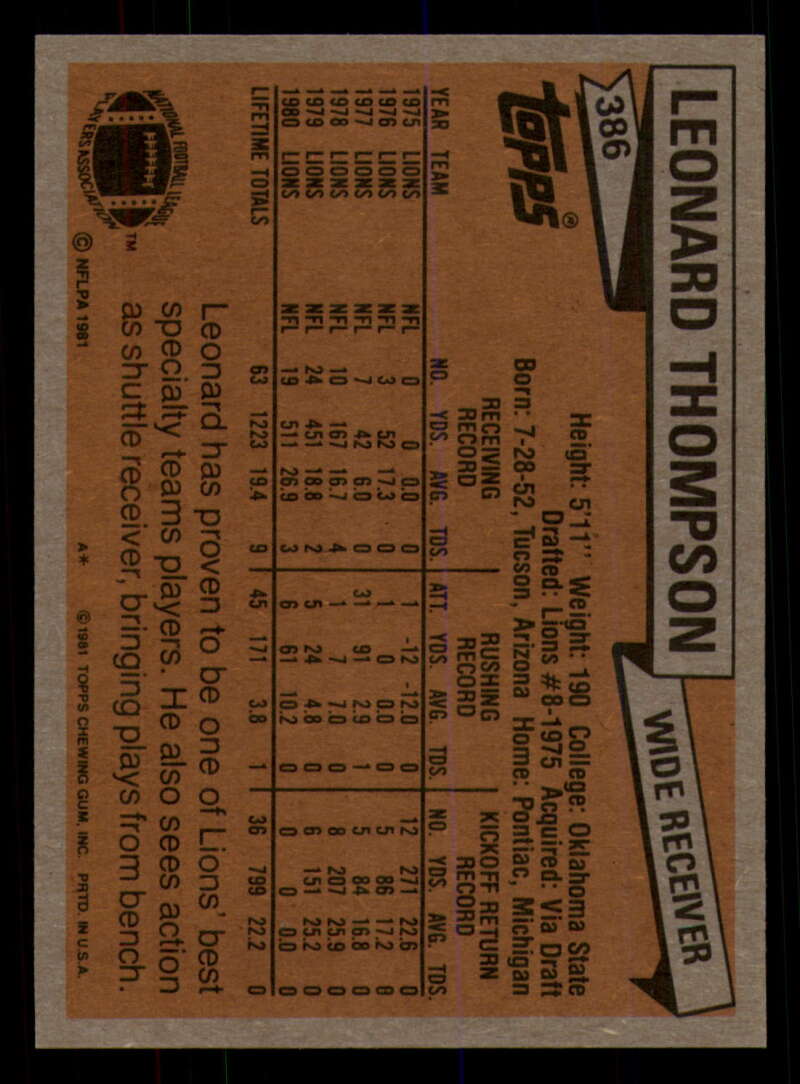 LEONARD THOMPSON
WIDE RECEIVER
386
topps®
Height: 5'11" Weight: 190 College: Oklahoma State
Drafted: Lions #8-1975 Acquired: Via Draft
Born: 7-28-52, Tucson, Arizona Home: Pontiac, Michigan
RECEIVING RECORD RUSHING RECORD KICKOFF RETURN RECORD
YEAR TEAM NO. YDS. AVG. TDS. ATT. YDS. AVG. TDS. NO. YDS. AVG. TDS.
1975 LIONS NFL 0 0 0.0 0 1 -12 -12.0 0 12 271 22.6 0
1976 LIONS NFL 3 52 17.3 0 1 0 0.0 0 5 86 17.2 0
1977 LIONS NFL 7 42 6.0 0 31 91 2.9 1 5 84 16.8 0
1978 LIONS NFL 10 167 16.7 4 1 7 7.0 0 8 207 25.9 0
1979 LIONS NFL 24 451 18.8 2 5 24 4.8 0 6 151 25.2 0
1980 LIONS NFL 19 511 26.9 3 6 61 10.2 0 0 0 0.0 0
LIFETIME TOTALS 63 1223 19.4 9 45 171 3.8 1 36 799 22.2 0
Leonard has proven to be one of Lions' best
specialty teams players. He also sees action
as shuttle receiver, bringing plays from bench.
NATIONAL FOOTBALL LEAGUE
PLAYERS ASSOCIATION
TM
© NFLPA 1981
A*
© 1981 TOPPS CHEWING GUM, INC. PRTD. IN U.S.A.